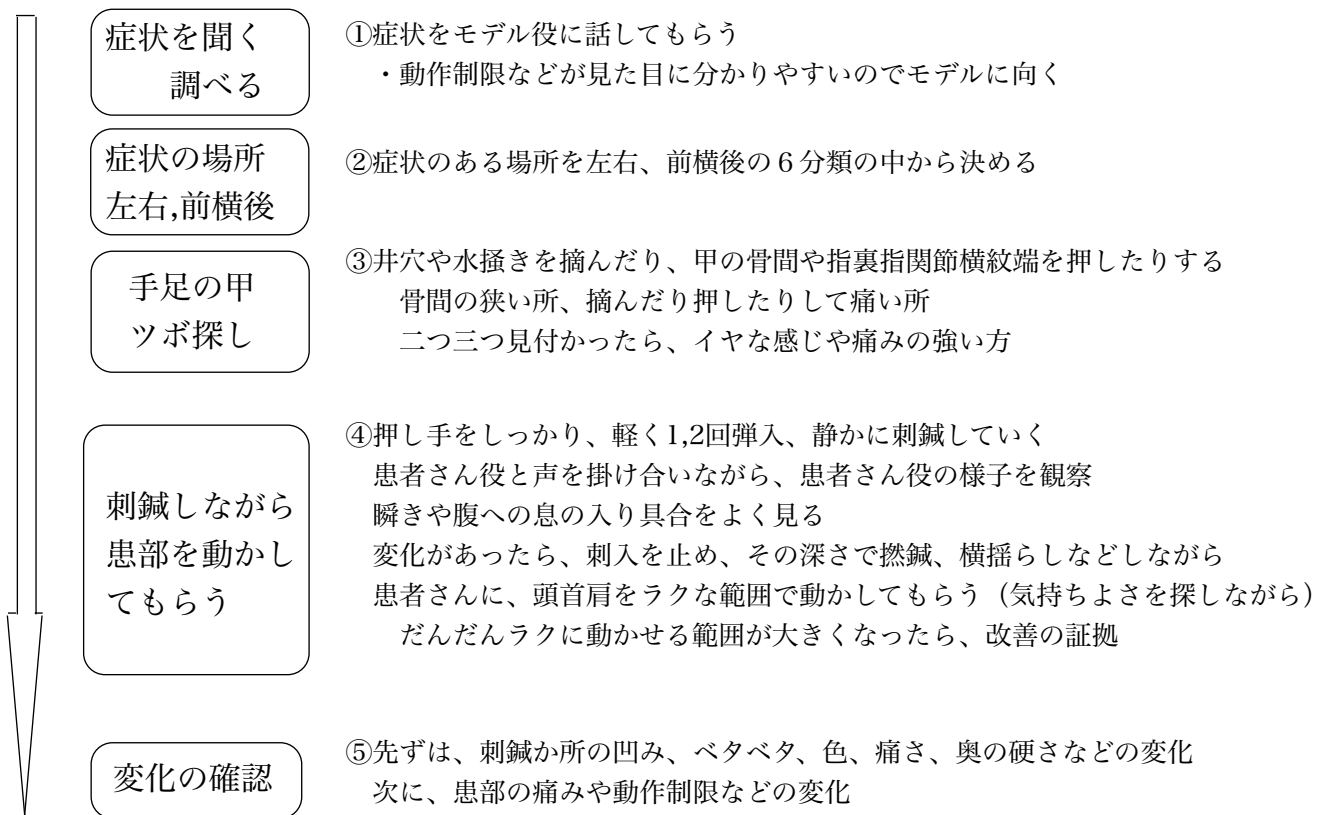 症状を聞く
調べる
①症状をモデル役に話してもらう
・動作制限などが見た目に分かりやすいのでモデルに向く
症状の場所
左右,前横後
②症状のある場所を左右、前横後の６分類の中から決める
手足の甲
ツボ探し
③井穴や水掻きを摘んだり、甲の骨間や指裏指関節横紋端を押したりする
骨間の狭い所、摘んだり押したりして痛い所
二つ三つ見付かったら、イヤな感じや痛みの強い方
刺鍼しながら
患部を動かし
てもらう
④押し手をしっかり、軽く1,2回弾入、静かに刺鍼していく
患者さん役と声を掛け合いながら、患者さん役の様子を観察
瞬きや腹への息の入り具合をよく見る
変化があったら、刺入を止め、その深さで撚鍼、横揺らしなどしながら
患者さんに、頭首肩をラクな範囲で動かしてもらう（気持ちよさを探しながら）
だんだんラクに動かせる範囲が大きくなったら、改善の証拠
変化の確認
⑤先ずは、刺鍼か所の凹み、ベタベタ、色、痛さ、奥の硬さなどの変化
次に、患部の痛みや動作制限などの変化